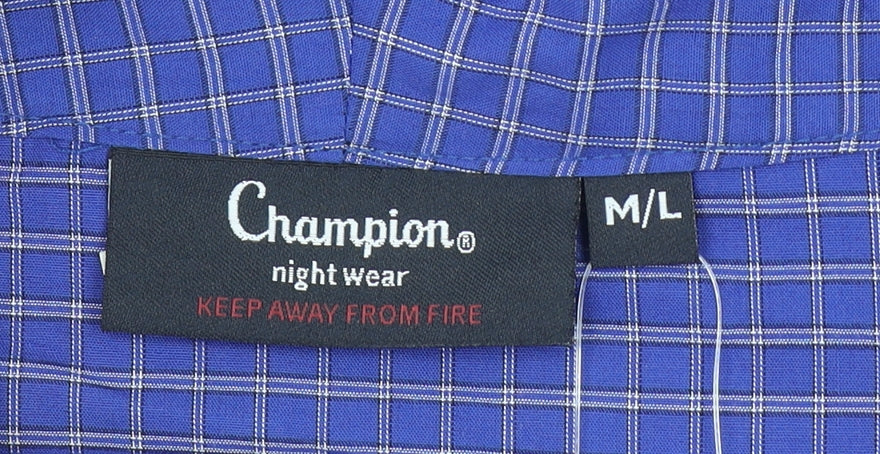 Champion®
night wear
KEEP AWAY FROM FIRE
M/L